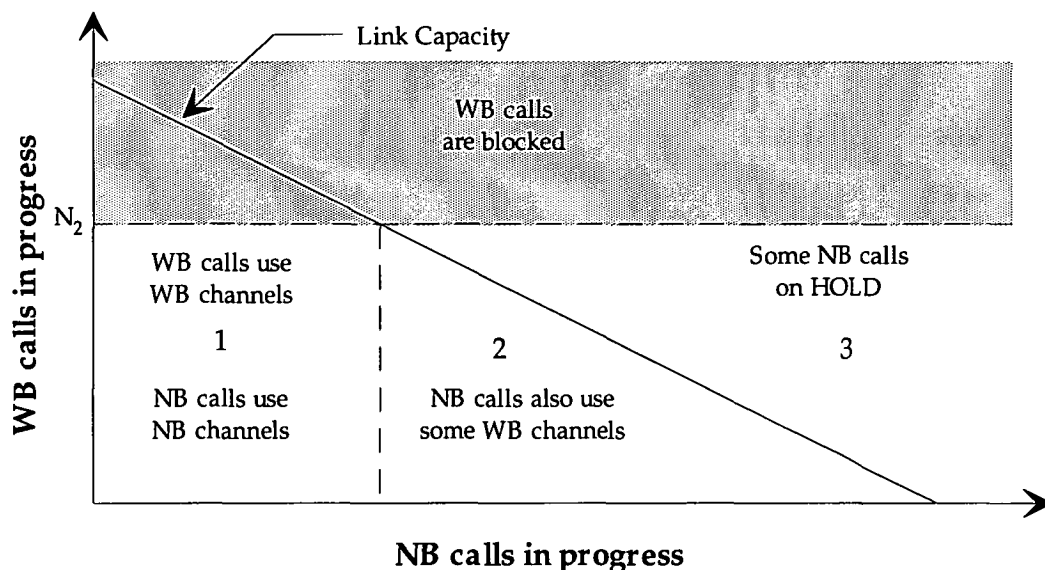 Link Capacity
WB calls
are blocked
N₂
WB calls in progress
WB calls use
WB channels
1
NB calls use
NB channels
2
NB calls also use
some WB channels
Some NB calls
on HOLD
3
NB calls in progress